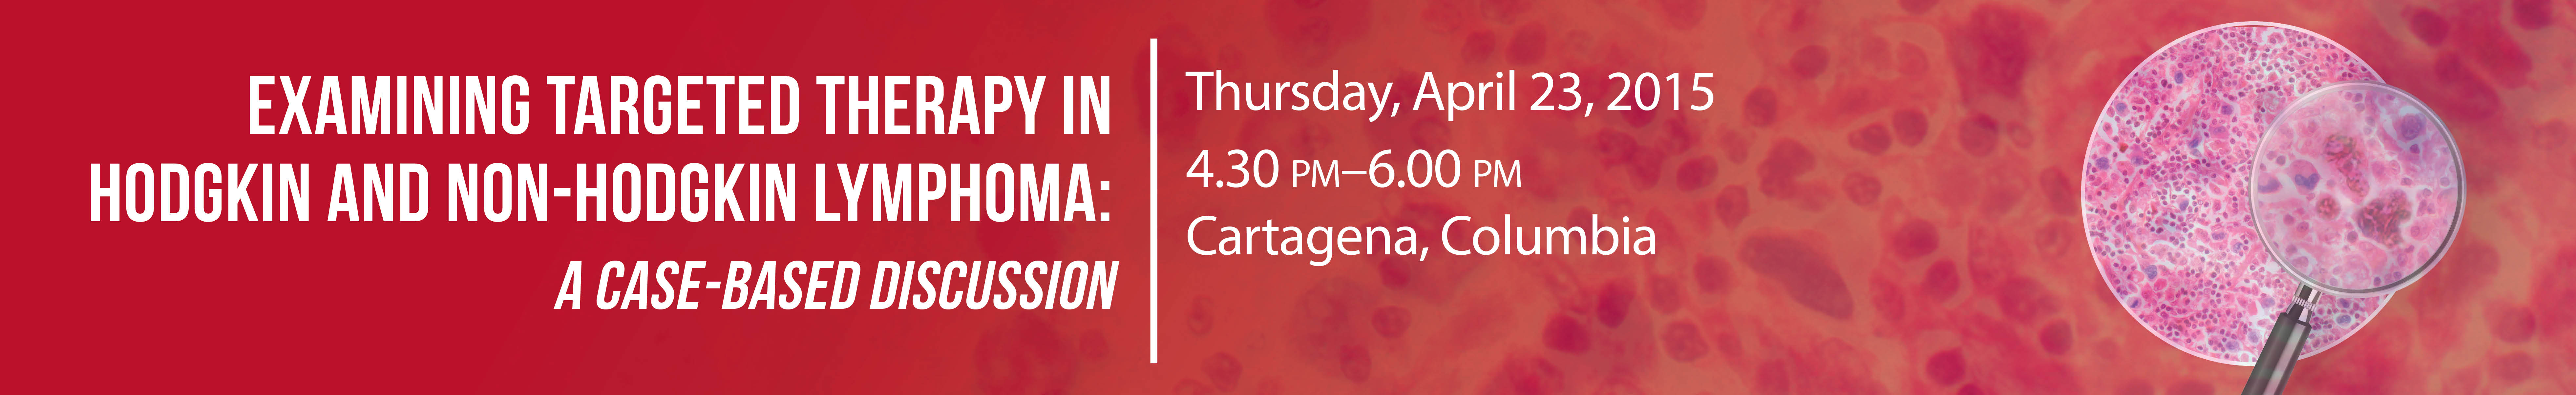 EXAMINING TARGETED THERAPY IN
HODGKIN AND NON-HODGKIN LYMPHOMA:
A CASE-BASED DISCUSSION
Thursday, April 23, 2015
4.30 PM–6.00 PM
Cartagena, Columbia